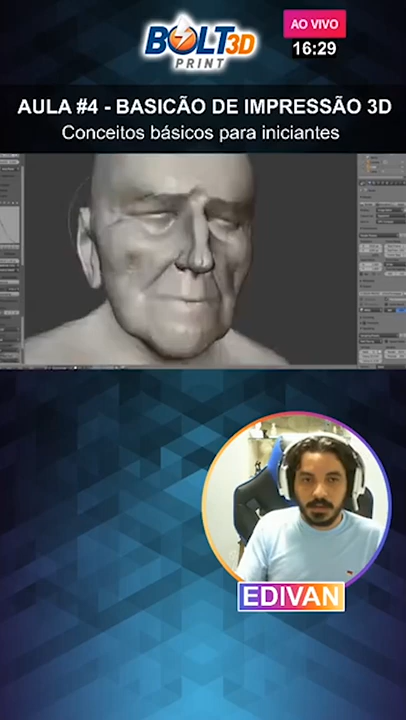 BOLT3D
PRINT
AO VIVO
16:29
AULA #4 - BASICÃO DE IMPRESSÃO 3D
Conceitos básicos para iniciantes
EDIVAN